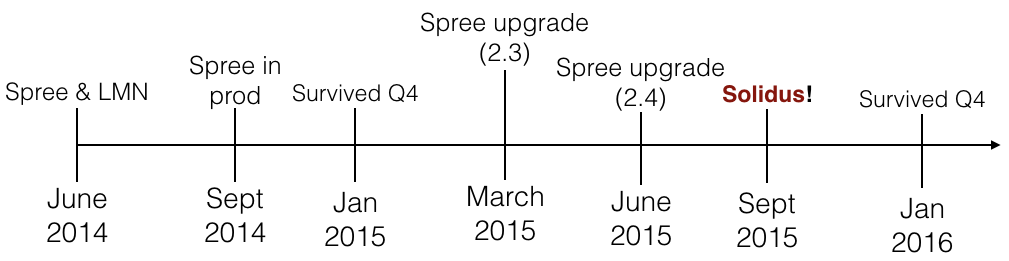 Spree & LMN
June
2014
Spree in
prod
Sept
2014
Survived Q4
Jan
2015
Spree upgrade
(2.3)
March
2015
Spree upgrade
(2.4)
June
2015
Solidus!
Sept
2015
Survived Q4
Jan
2016